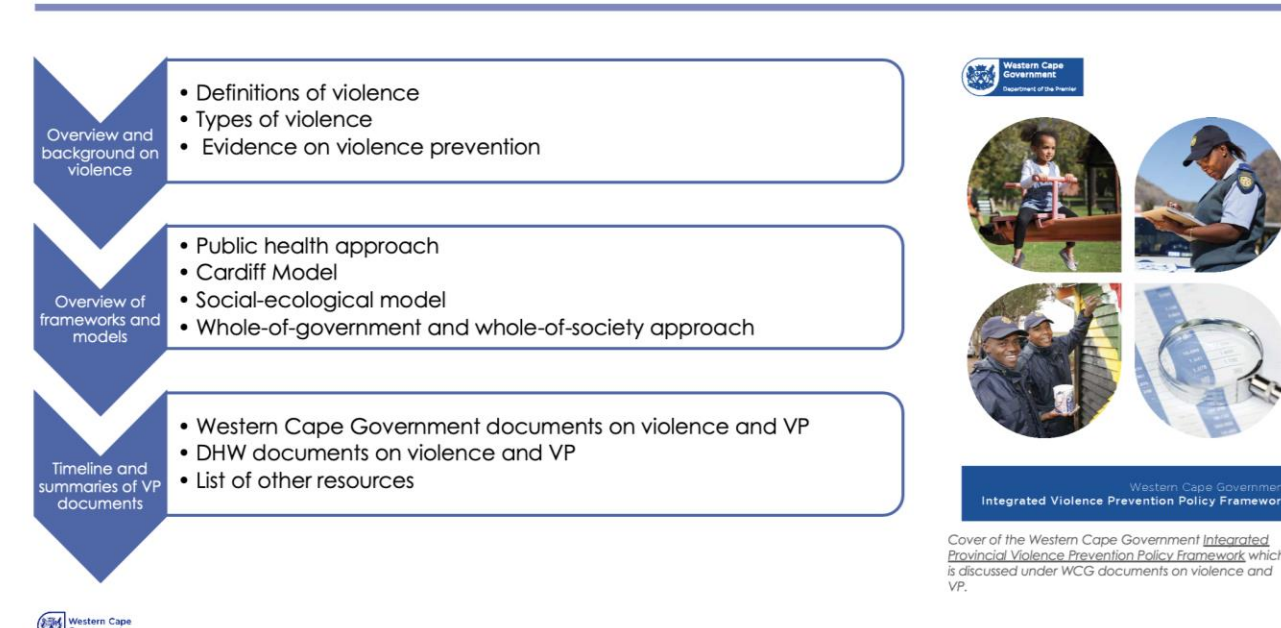 Overview and
background on
violence
• Definitions of violence
• Types of violence
• Evidence on violence prevention
Overview of
frameworks and
models
• Public health approach
• Cardiff Model
• Social-ecological model
• Whole-of-government and whole-of-society approach
Timeline and
summaries of VP
documents
• Western Cape Government documents on violence and VP
• DHW documents on violence and VP
• List of other resources
Western Cape
Government
Department of the Premier
Western Cape Governmen
Integrated Violence Prevention Policy Framewor
Cover of the Western Cape Government Integrated
Provincial Violence Prevention Policy Framework which
is discussed under WCG documents on violence and
VP.
Western Cape